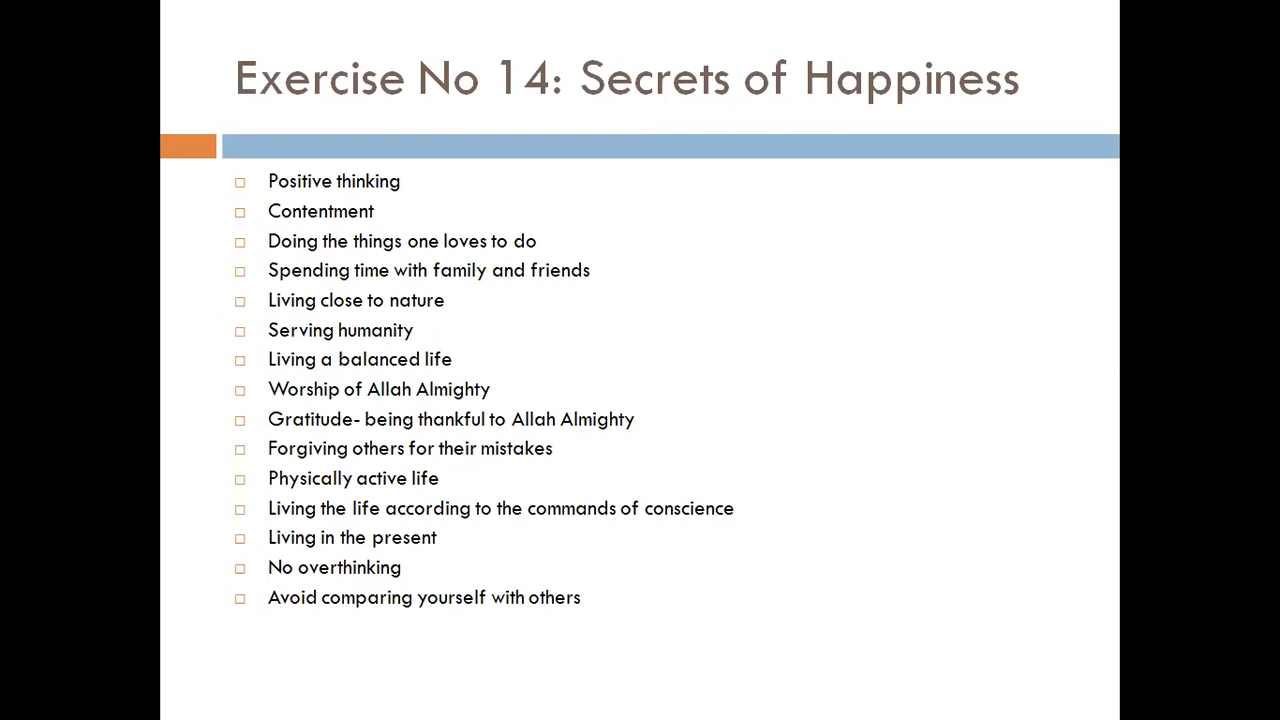 Exercise No 14: Secrets of Happiness
Positive thinking
Contentment
Doing the things one loves to do
Spending time with family and friends
Living close to nature
Serving humanity
Living a balanced life
Worship of Allah Almighty
Gratitude- being thankful to Allah Almighty
Forgiving others for their mistakes
Physically active life
Living the life according to the commands of conscience
Living in the present
No overthinking
Avoid comparing yourself with others